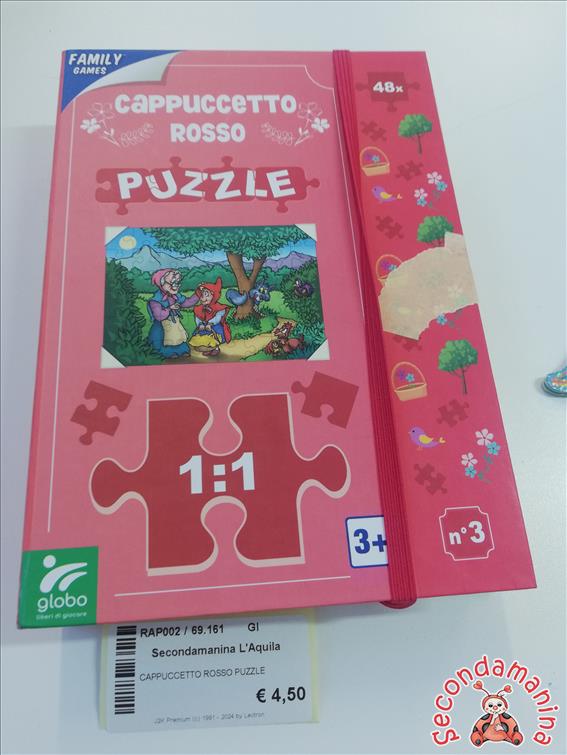 FAMILY
GAMES
CAPPUCCETTO
ROSSO
PUZZLE
48x
1:1
3+
n°3
globo
liberi di giocare
RAP002 / 69.161 GI
Secondamanina L'Aquila
CAPPUCCETTO ROSSO PUZZLE
€ 4,50
J2K Premium (c) 1991 - 2024 by Lectron
Secondamanina